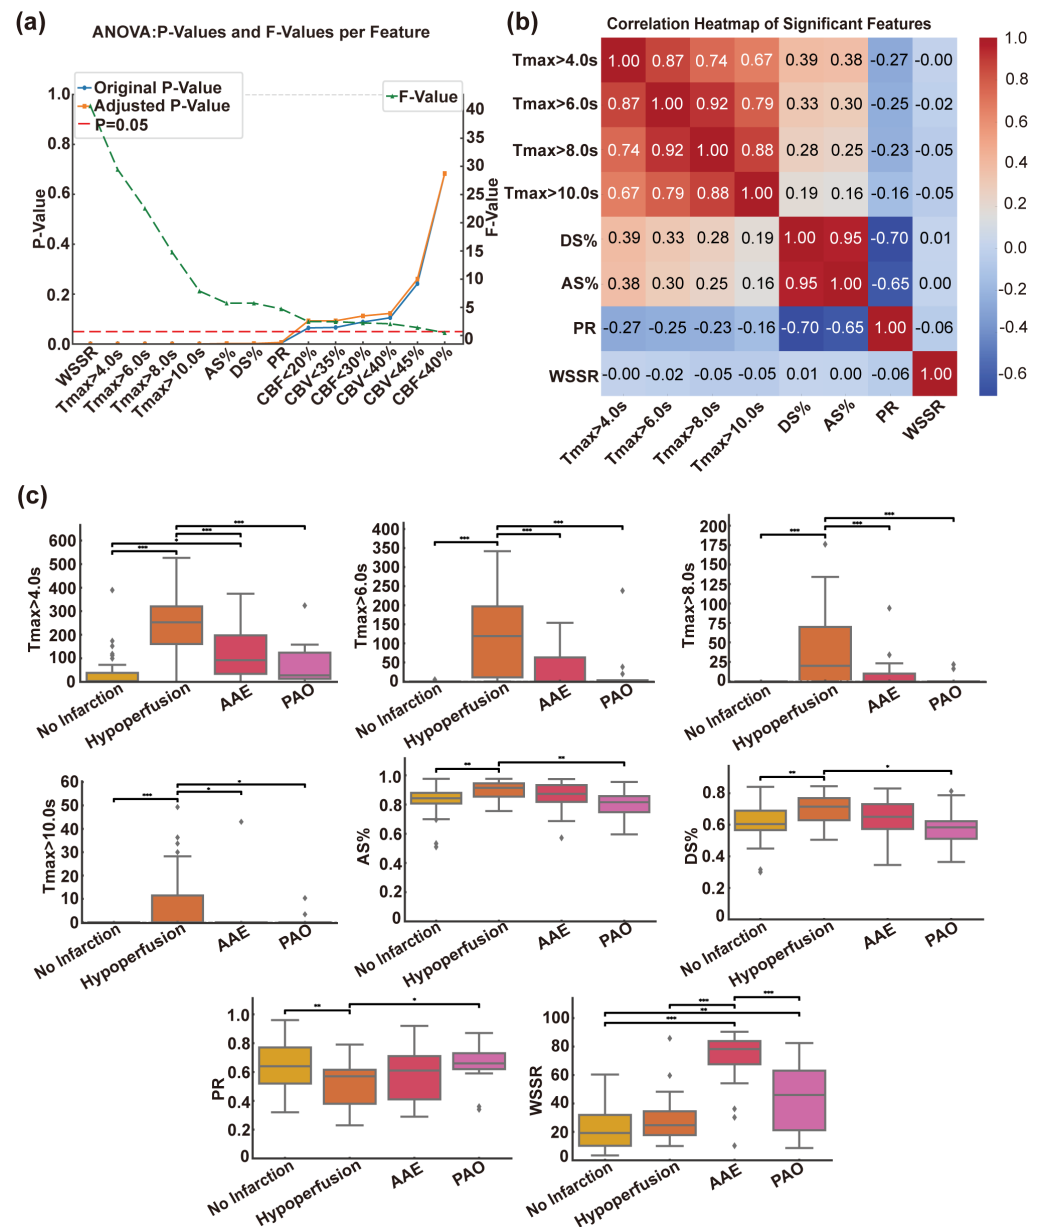 (a)
ANOVA:P-Values and F-Values per Feature
Original P-Value
Adjusted P-Value
P=0.05
F-Value
1.0
0.8
0.6
0.4
0.2
0.0
P-Value
40
35
30
25
20
15
10
5
0
F-Value
WSSR
Tmax>4.0s
Tmax>6.0s
Tmax>8.0s
Tmax>10.0s
AS%
DS%
PR
CBF<20%
CBV<35%
CBF<30%
CBV<40%
CBV<45%
CBF<40%
(b)
Correlation Heatmap of Significant Features
Tmax>4.0s 1.00 0.87 0.74 0.67 0.39 0.38 -0.27 -0.00
Tmax>6.0s 0.87 1.00 0.92 0.79 0.33 0.30 -0.25 -0.02
Tmax>8.0s 0.74 0.92 1.00 0.88 0.28 0.25 -0.23 -0.05
Tmax>10.0s 0.67 0.79 0.88 1.00 0.19 0.16 -0.16 -0.05
DS% 0.39 0.33 0.28 0.19 1.00 0.95 -0.70 0.01
AS% 0.38 0.30 0.25 0.16 0.95 1.00 -0.65 0.00
PR -0.27 -0.25 -0.23 -0.16 -0.70 -0.65 1.00 -0.06
WSSR -0.00 -0.02 -0.05 -0.05 0.01 0.00 -0.06 1.00
Tmax>4.0s
Tmax>6.0s
Tmax>8.0s
Tmax>10.0s
DS%
AS%
PR
WSSR
1.0
0.8
0.6
0.4
0.2
0.0
-0.2
-0.4
-0.6
(c)
Tmax>4.0s
600
500
400
300
200
100
0
***
***
*
***
No Infarction
Hypoperfusion
AAE
PAO
Tmax>6.0s
400
350
300
250
200
150
100
50
0
***
***
***
No Infarction
Hypoperfusion
AAE
PAO
Tmax>8.0s
200
175
150
125
100
75
50
25
0
***
***
***
No Infarction
Hypoperfusion
AAE
PAO
Tmax>10.0s
60
50
40
30
20
10
0
*
*
***
No Infarction
Hypoperfusion
AAE
PAO
AS%
1.0
0.8
0.6
0.4
0.2
0
**
**
No Infarction
Hypoperfusion
AAE
PAO
DS%
0.8
0.6
0.4
0.2
0
**
*
No Infarction
Hypoperfusion
AAE
PAO
PR
1.0
0.8
0.6
0.4
0.2
0
**
*
No Infarction
Hypoperfusion
AAE
PAO
WSSR
100
80
60
40
20
0
***
***
**
***
No Infarction
Hypoperfusion
AAE
PAO